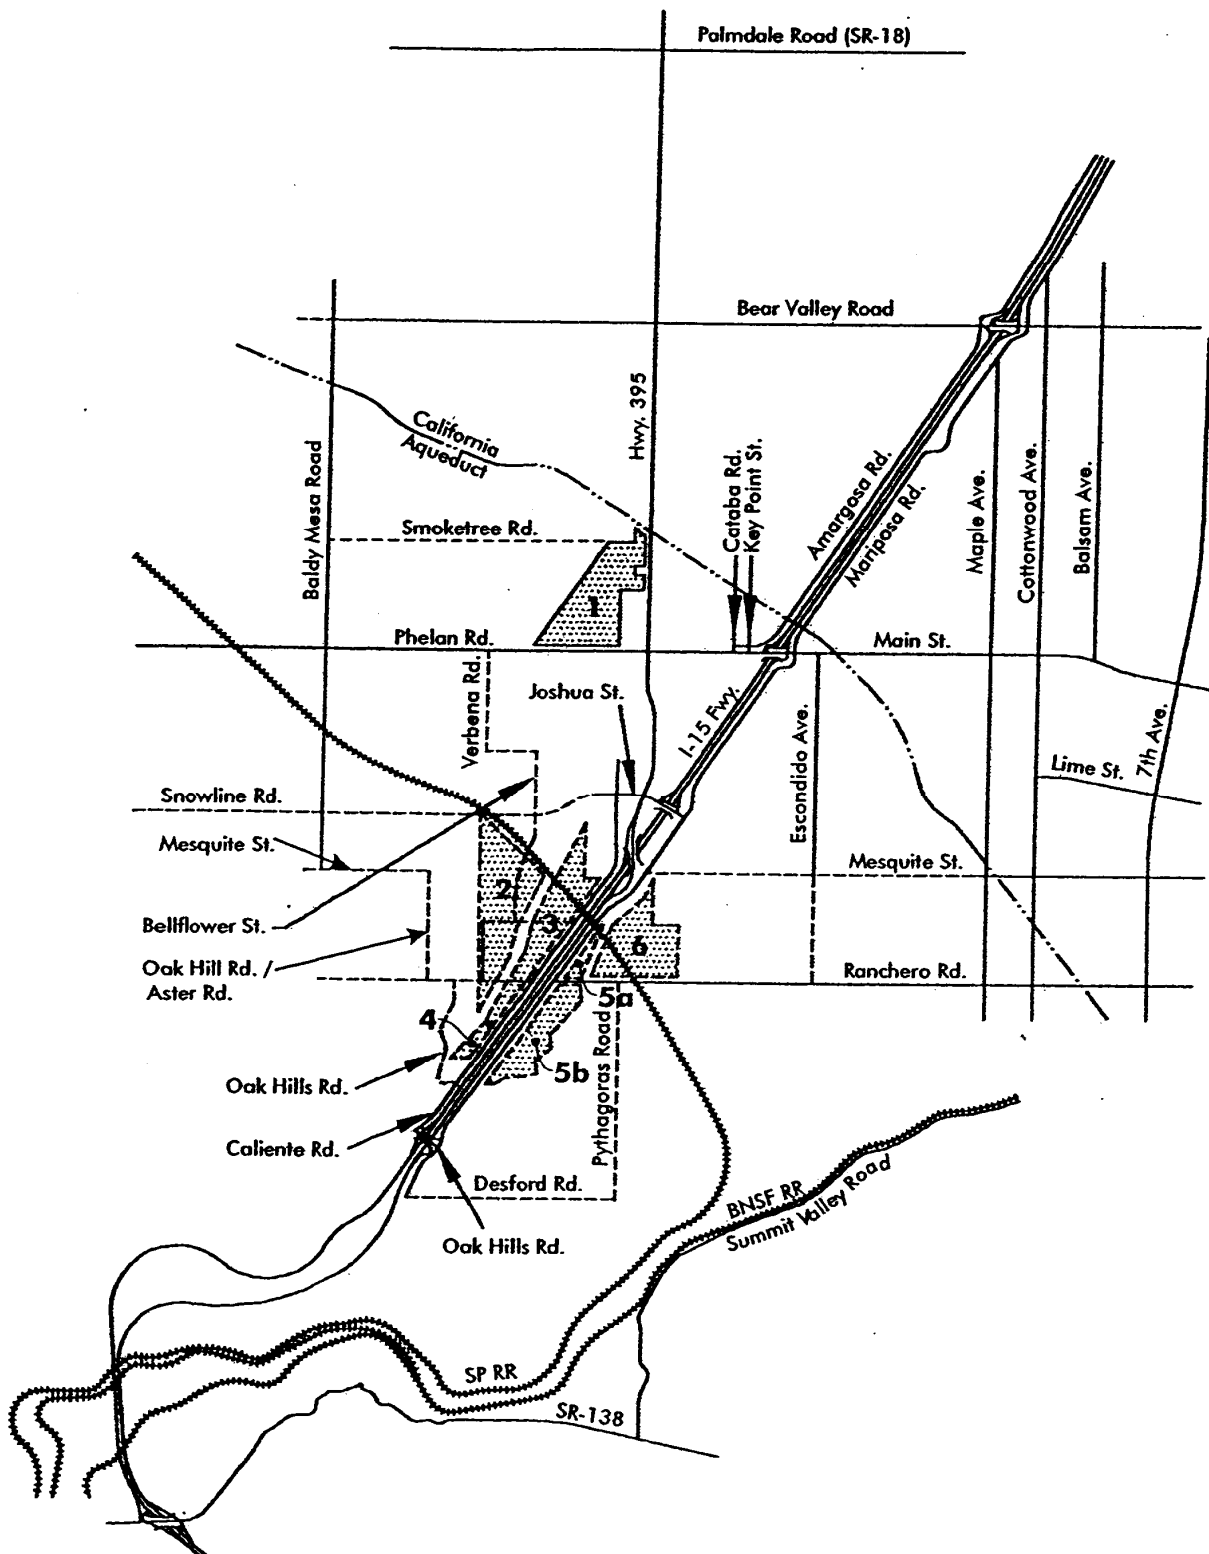 Palmdale Road (SR-18)
Bear Valley Road
Hwy. 395
California
Aqueduct
Baldy Mesa Road
Smoketree Rd.
Cataba Rd.
Key Point St.
Amargosa Rd.
Mariposa Rd.
Maple Ave.
Cottonwood Ave.
Balsam Ave.
1
Phelan Rd.
Main St.
Verbena Rd.
Joshua St.
I-15 Fwy.
Escondido Ave.
7th Ave.
Lime St.
Snowline Rd.
Mesquite St.
Mesquite St.
2
3
6
Bellflower St.
Oak Hill Rd. /
Aster Rd.
Ranchero Rd.
5a
4
5b
Pythagoras Road
Oak Hills Rd.
Caliente Rd.
Desford Rd.
Oak Hills Rd.
BNSF RR
Summit Valley Road
SP RR
SR-138